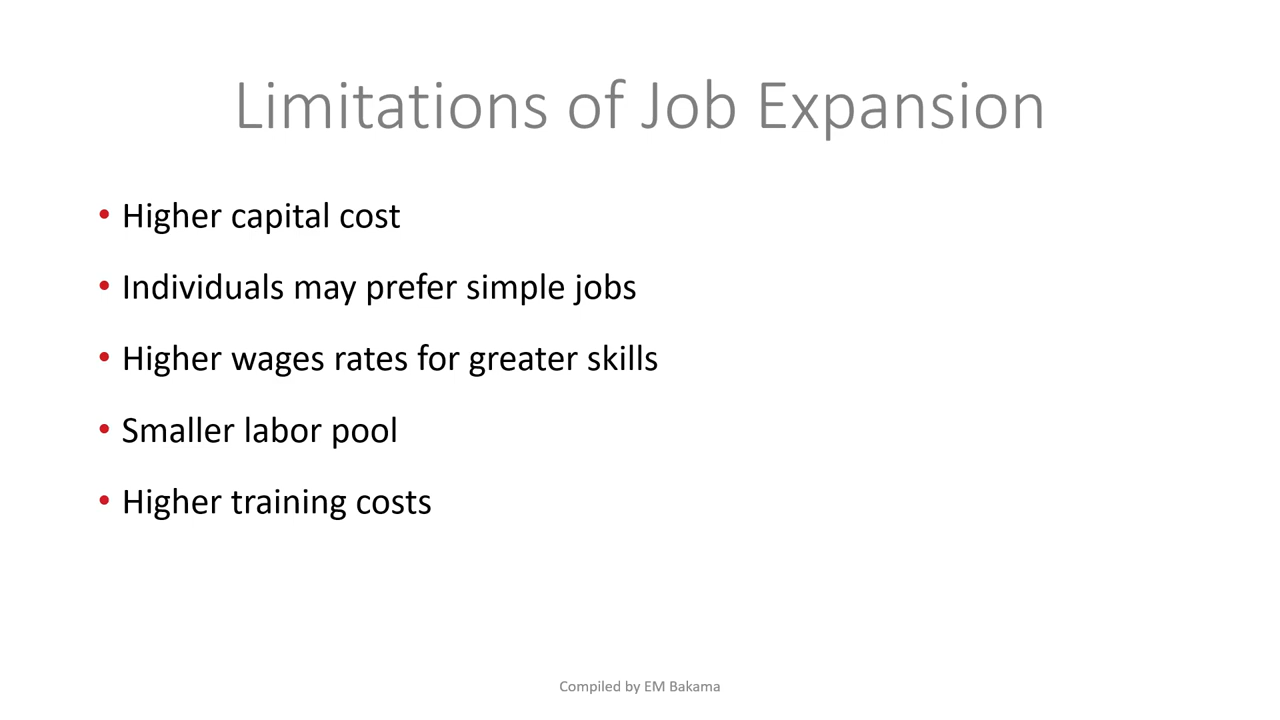 Limitations of Job Expansion
• Higher capital cost
• Individuals may prefer simple jobs
• Higher wages rates for greater skills
• Smaller labor pool
• Higher training costs
Compiled by EM Bakama